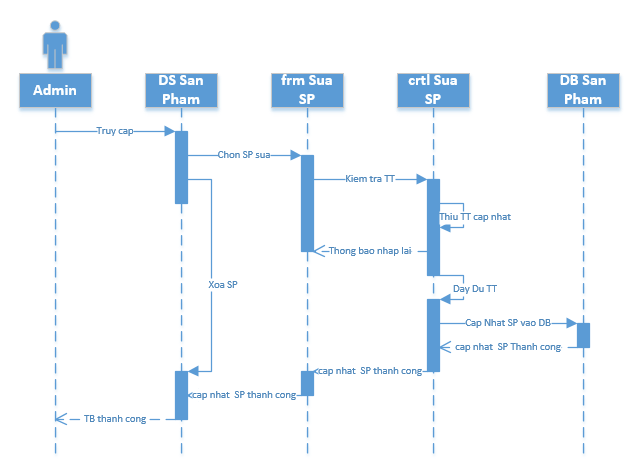 Admin
DS San
Pham
frm Sua
SP
crtl Sua
SP
DB San
Pham
Truy cap
Chon SP sua
Kiem tra TT
Thiu TT cap nhat
Thong bao nhap lai
Xoa SP
Day Du TT
Cap Nhat SP vao DB
cap nhat SP Thanh cong
cap nhat SP thanh cong
cap nhat SP thanh cong
TB thanh cong